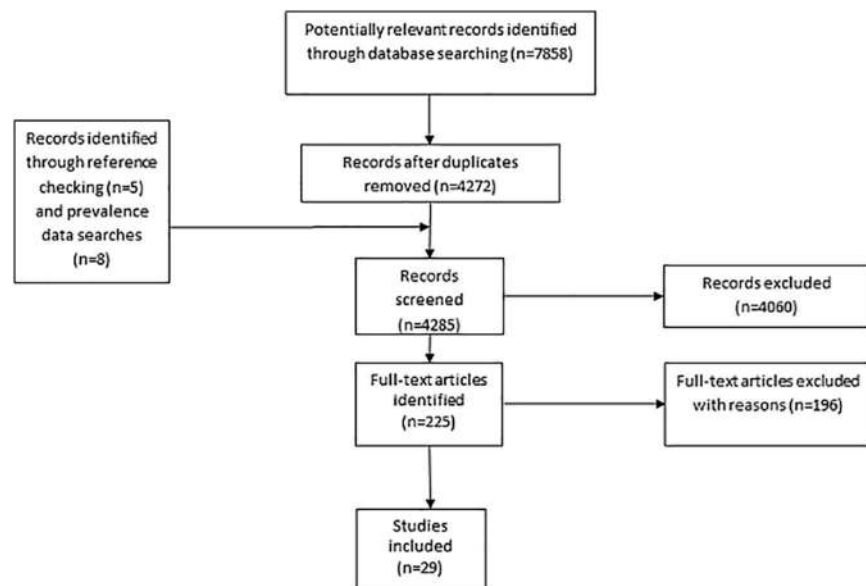 Potentially relevant records identified
through database searching (n=7858)
Records identified
through reference
checking (n=5)
and prevalence
data searches
(n=8)
Records after duplicates
removed (n=4272)
Records
screened
(n=4285)
Records excluded
(n=4060)
Full-text articles
identified
(n=225)
Full-text articles excluded
with reasons (n=196)
Studies
included
(n=29)